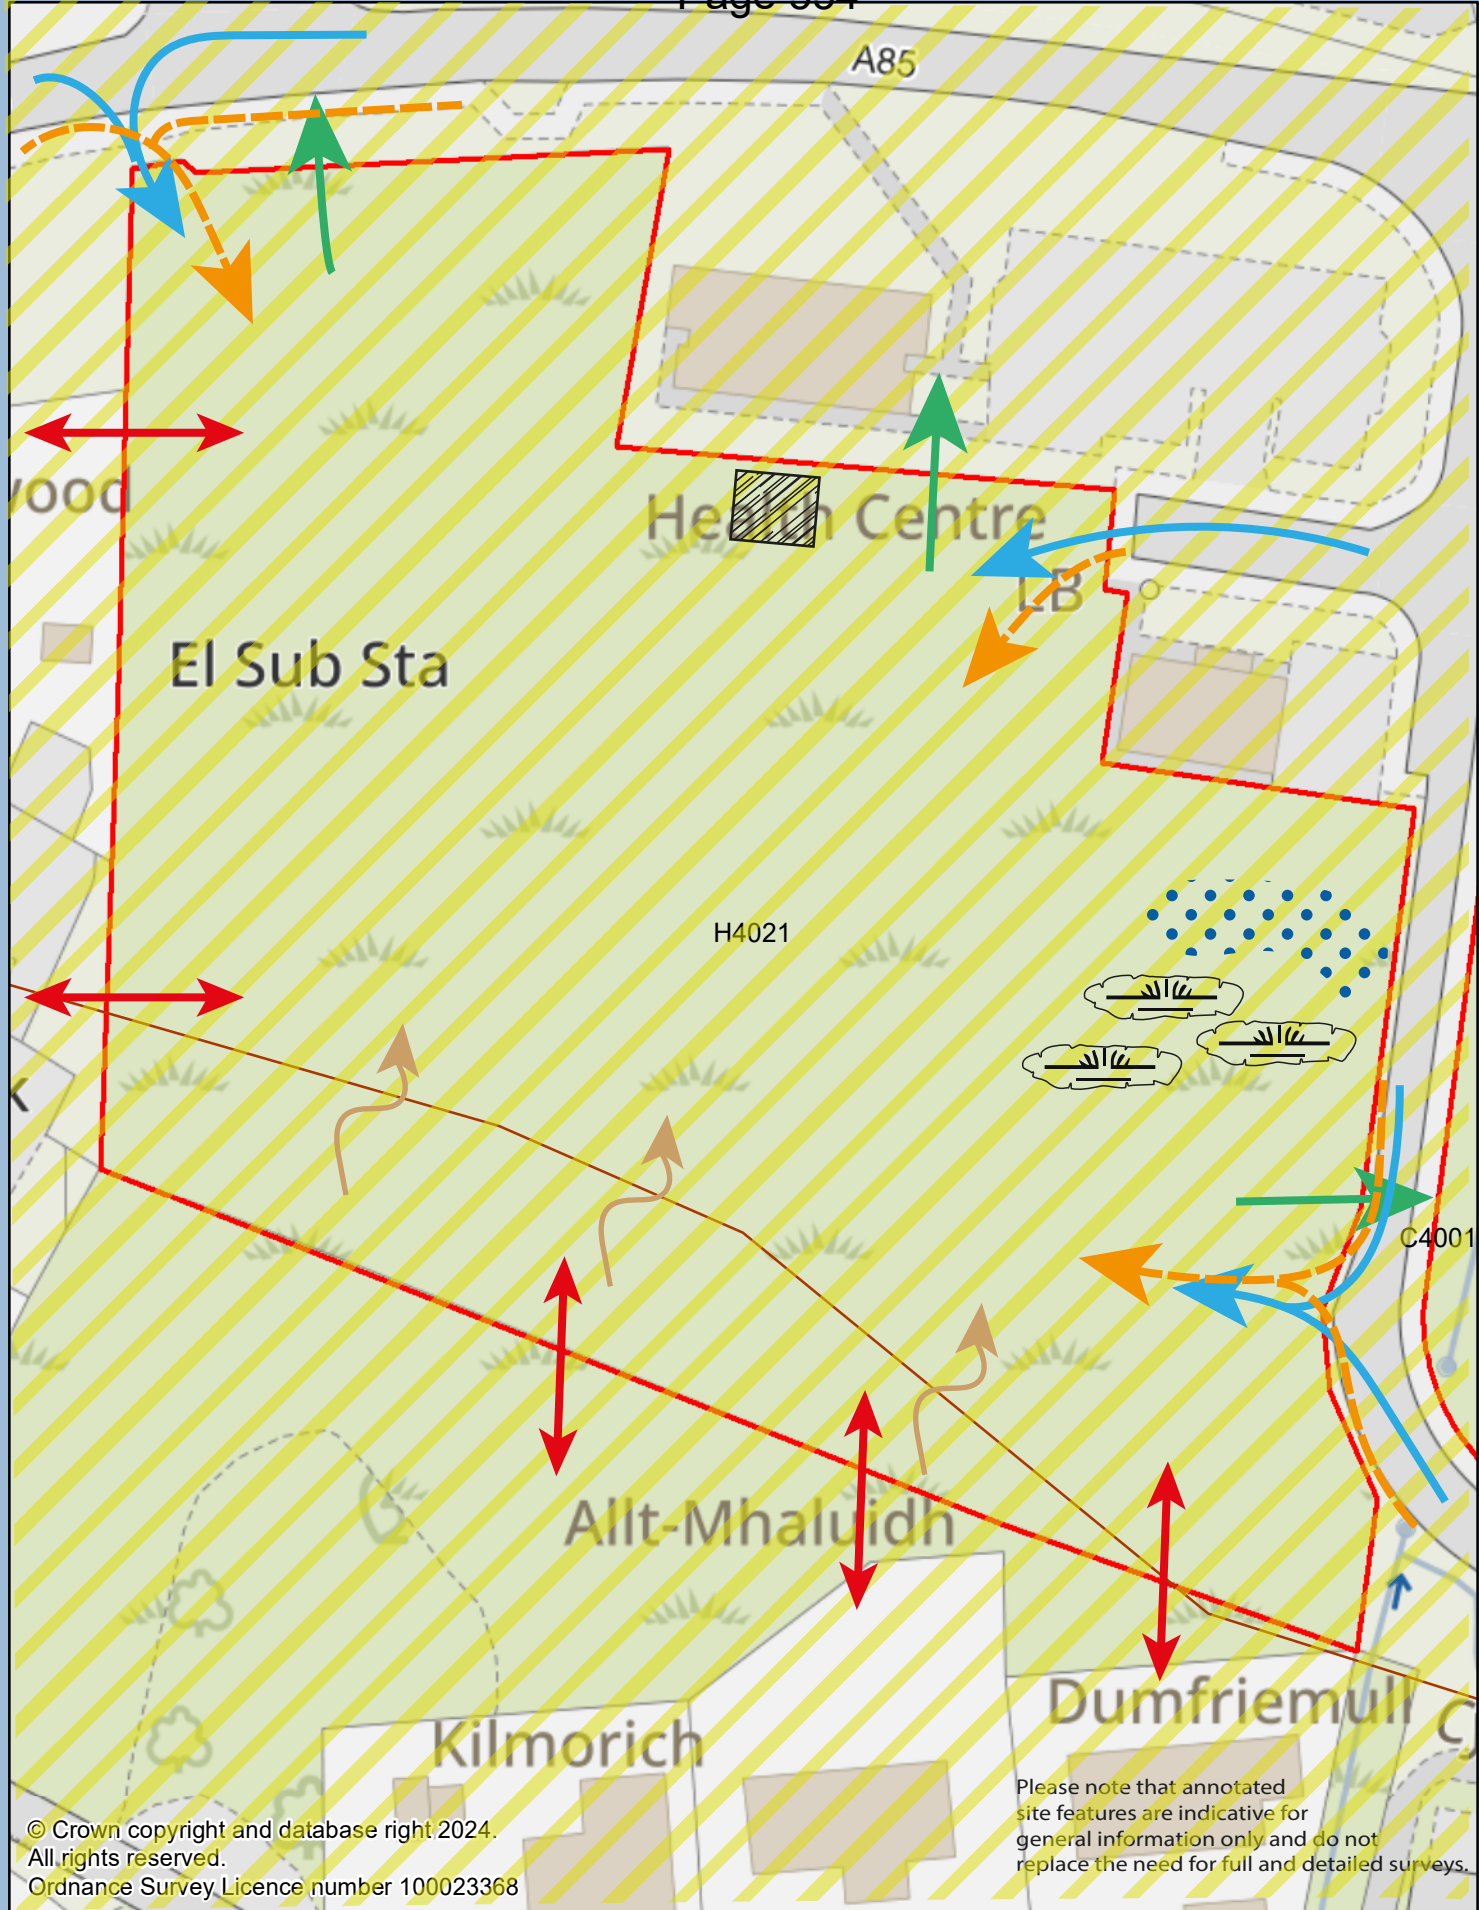 A85
wood
Health Centre
LB
El Sub Sta
H4021
K
C4001
Allt-Mhaluidh
Dumfriemull
Kilmorich
Please note that annotated
site features are indicative for
general information only and do not
replace the need for full and detailed surveys.
© Crown copyright and database right 2024.
All rights reserved.
Ordnance Survey Licence number 100023368